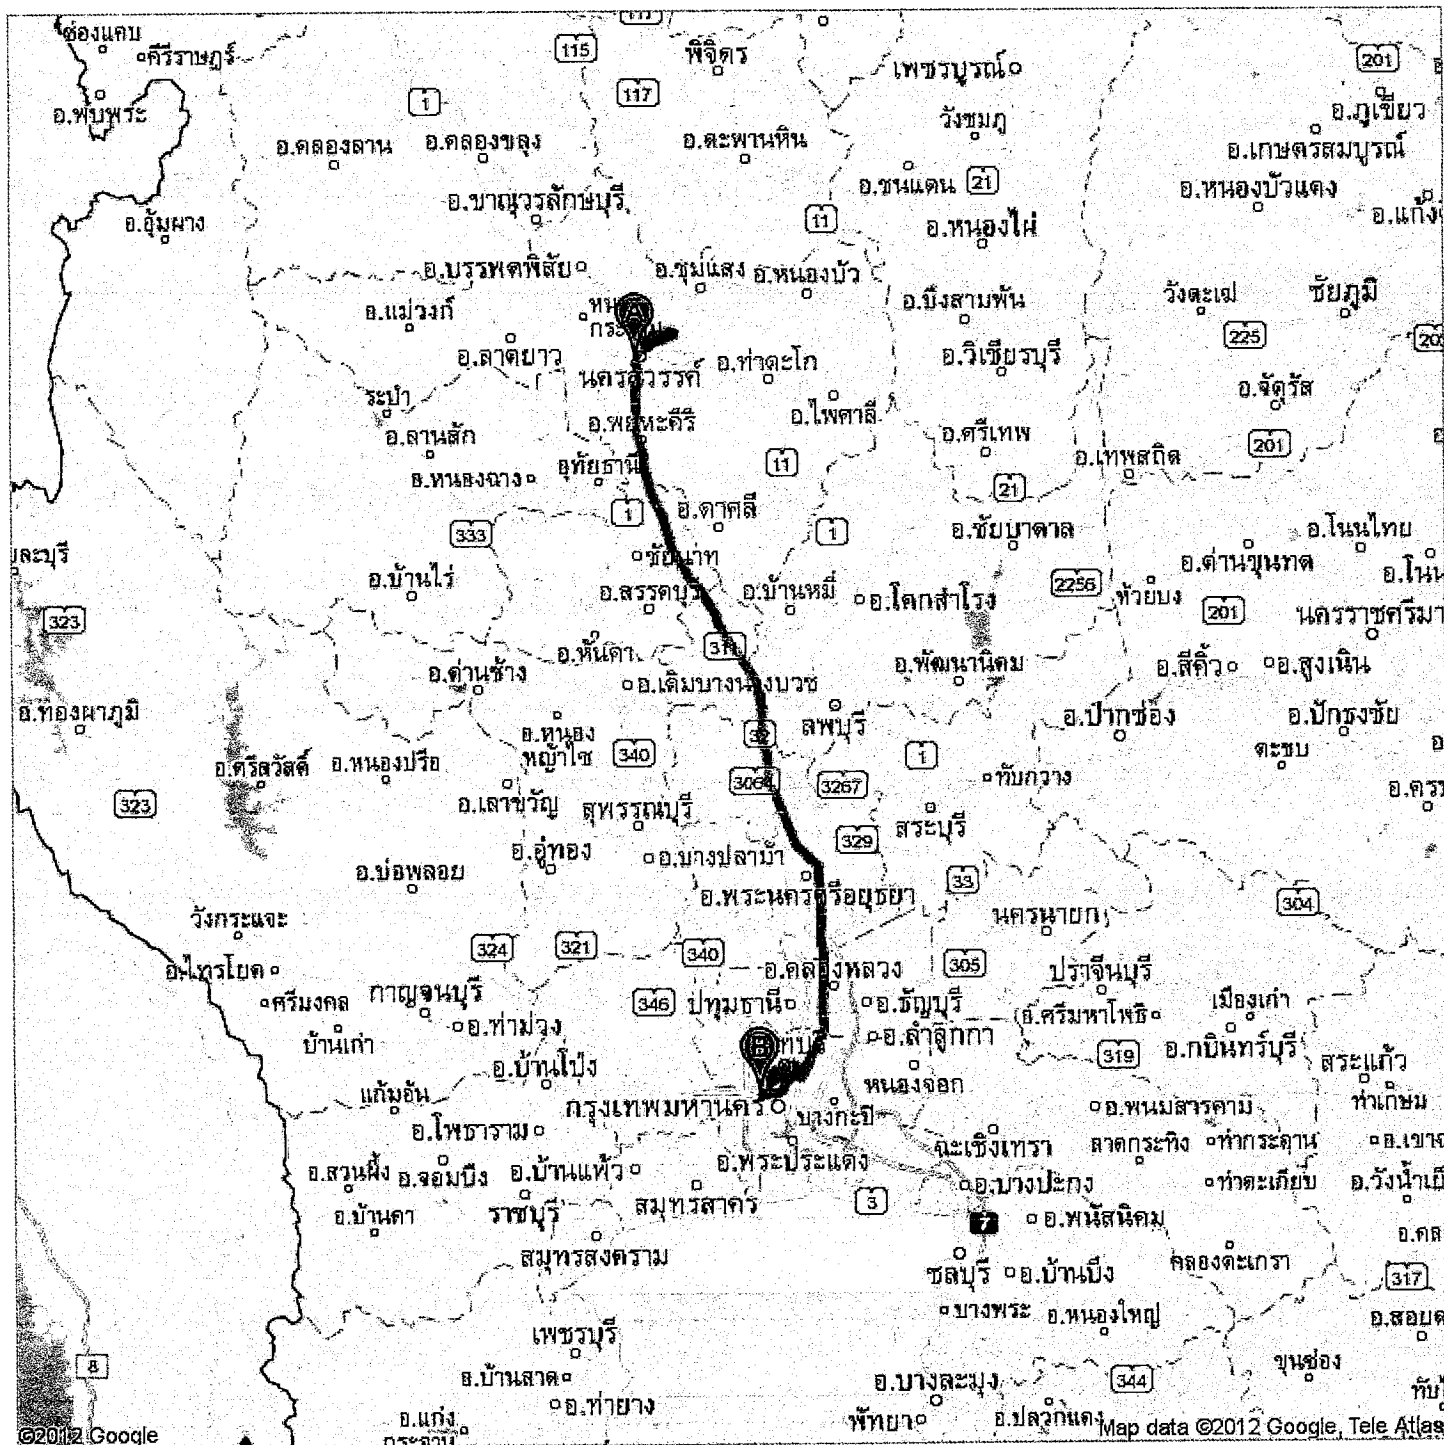 ช่องแคบ
คีรีราษฎร์
115
พิจิตร
เพชรบูรณ์
201
อ.พบพระ
1
117
วังชมภู
อ.ภูเขียว
อ.คลองลาน
อ.คลองขลุง
อ.ตะพานหิน
อ.เกษตรสมบูรณ์
อ.ขาณุวรลักษบุรี
อ.ชนแดน
21
อ.หนองบัวแดง
อ.อุ้มผาง
11
อ.หนองไผ่
อ.บรรพตพิสัย
อ.ชุมแสง
อ.หนองบัว
อ.แม่วงก์
A
อ.บึงสามพัน
วังตะเฆ่
ชัยภูมิ
อ.ลาดยาว
225
นครสวรรค์
อ.ท่าตะโก
อ.วิเชียรบุรี
ระบำ
อ.ไพศาลี
อ.จัตุรัส
อ.ลานสัก
อ.พยุหะคีรี
อ.ศรีเทพ
201
อ.หนองฉาง
อุทัยธานี
11
อ.เทพสถิต
21
333
1
อ.ตาคลี
1
อ.ชัยบาดาล
อ.โนนไทย
ชัยนาท
อ.ด่านขุนทด
อ.บ้านไร่
อ.สรรคบุรี
อ.บ้านหมี่
อ.โคกสำโรง
2256
ห้วยบง
201
323
311
อ.หันคา
อ.พัฒนานิคม
อ.สีคิ้ว
อ.สูงเนิน
อ.ด่านช้าง
อ.เดิมบางนางบวช
อ.ทองผาภูมิ
ลพบุรี
อ.ปากช่อง
อ.ปักธงชัย
อ.หนอง
หญ้าไซ
340
32
1
ตะขบ
อ.ศรีสวัสดิ์
อ.หนองปรือ
3064
3267
ทับกวาง
323
อ.เลาขวัญ
สุพรรณบุรี
329
สระบุรี
อ.อู่ทอง
อ.บางปลาม้า
อ.บ่อพลอย
อ.พระนครศรีอยุธยา
33
304
วังกระแจะ
นครนายก
324
321
340
อ.ไทรโยค
อ.คลองหลวง
305
ปราจีนบุรี
ศรีมงคล
กาญจนบุรี
346
ปทุมธานี
อ.ธัญบุรี
เมืองเก่า
บ้านเก่า
อ.ท่าม่วง
อ.ศรีมหาโพธิ
B
อ.ลำลูกกา
319
อ.กบินทร์บุรี
สระแก้ว
อ.บ้านโป่ง
หนองจอก
แก้มอ้น
กรุงเทพมหานคร
บางกะปิ
อ.พนมสารคาม
ท่าเกษม
อ.โพธาราม
ฉะเชิงเทรา
ลาดกระทิง
ท่ากระดาน
อ.สวนผึ้ง
อ.จอมบึง
อ.บ้านแพ้ว
อ.พระประแดง
อ.บางปะกง
ท่าตะเกียบ
อ.บ้านคา
ราชบุรี
สมุทรสาคร
3
7
อ.พนัสนิคม
สมุทรสงคราม
ชลบุรี
อ.บ้านบึง
คลองตะเกรา
317
บางพระ
อ.หนองใหญ่
เพชรบุรี
8
ขุนซ่อง
อ.บ้านลาด
อ.บางละมุง
344
อ.ท่ายาง
พัทยา
อ.ปลวกแดง
อ.แก่ง
กระจาน
©2012 Google
Map data ©2012 Google, Tele Atlas